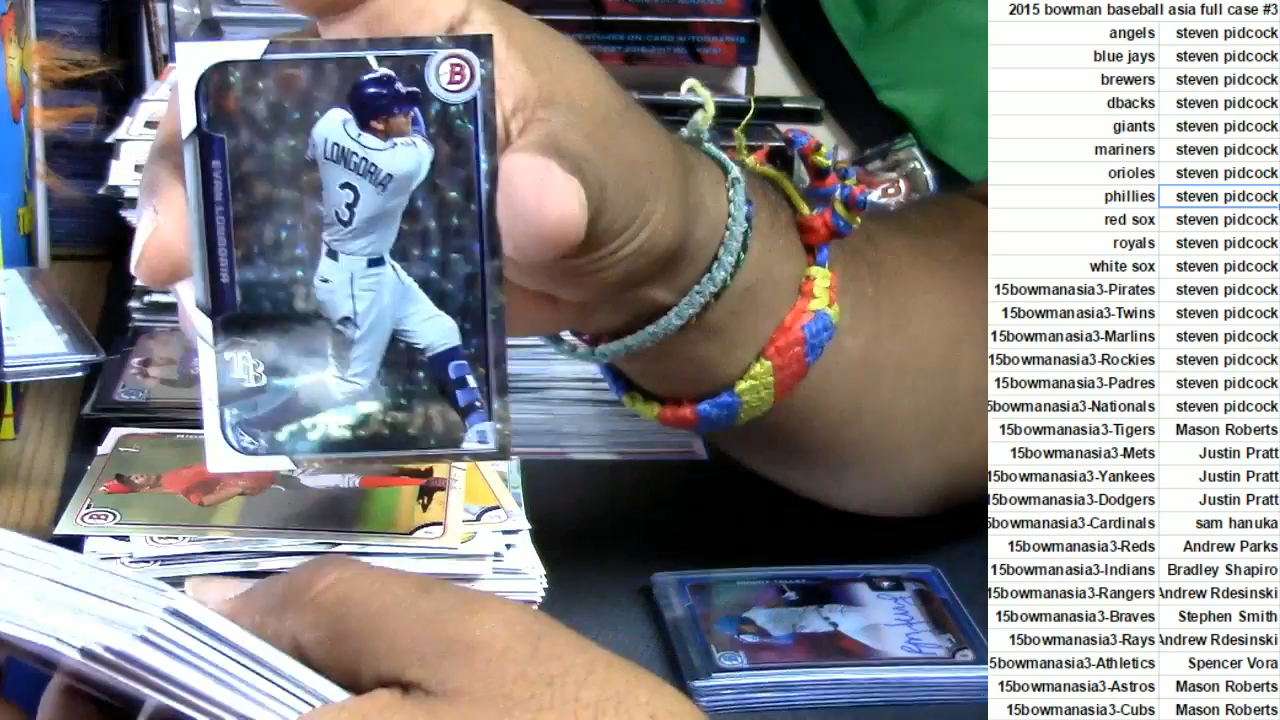 2015 bowman baseball asia full case #3
angels steven pidcock
blue jays steven pidcock
brewers steven pidcock
dbacks steven pidcock
giants steven pidcock
mariners steven pidcock
orioles steven pidcock
phillies steven pidcock
red sox steven pidcock
royals steven pidcock
white sox steven pidcock
15bowmanasia3-Pirates steven pidcock
15bowmanasia3-Twins steven pidcock
15bowmanasia3-Marlins steven pidcock
15bowmanasia3-Rockies steven pidcock
15bowmanasia3-Padres steven pidcock
5bowmanasia3-Nationals steven pidcock
15bowmanasia3-Tigers Mason Roberts
15bowmanasia3-Mets Justin Pratt
15bowmanasia3-Yankees Justin Pratt
15bowmanasia3-Dodgers Justin Pratt
5bowmanasia3-Cardinals sam hanuka
15bowmanasia3-Reds Andrew Parks
15bowmanasia3-Indians Bradley Shapiro
15bowmanasia3-Rangers Andrew Rdesinski
15bowmanasia3-Braves Stephen Smith
15bowmanasia3-Rays Andrew Rdesinski
5bowmanasia3-Athletics Spencer Vora
15bowmanasia3-Astros Mason Roberts
15bowmanasia3-Cubs Mason Roberts
B
LONGORIA
3
EVAN LONGORIA
TB
B